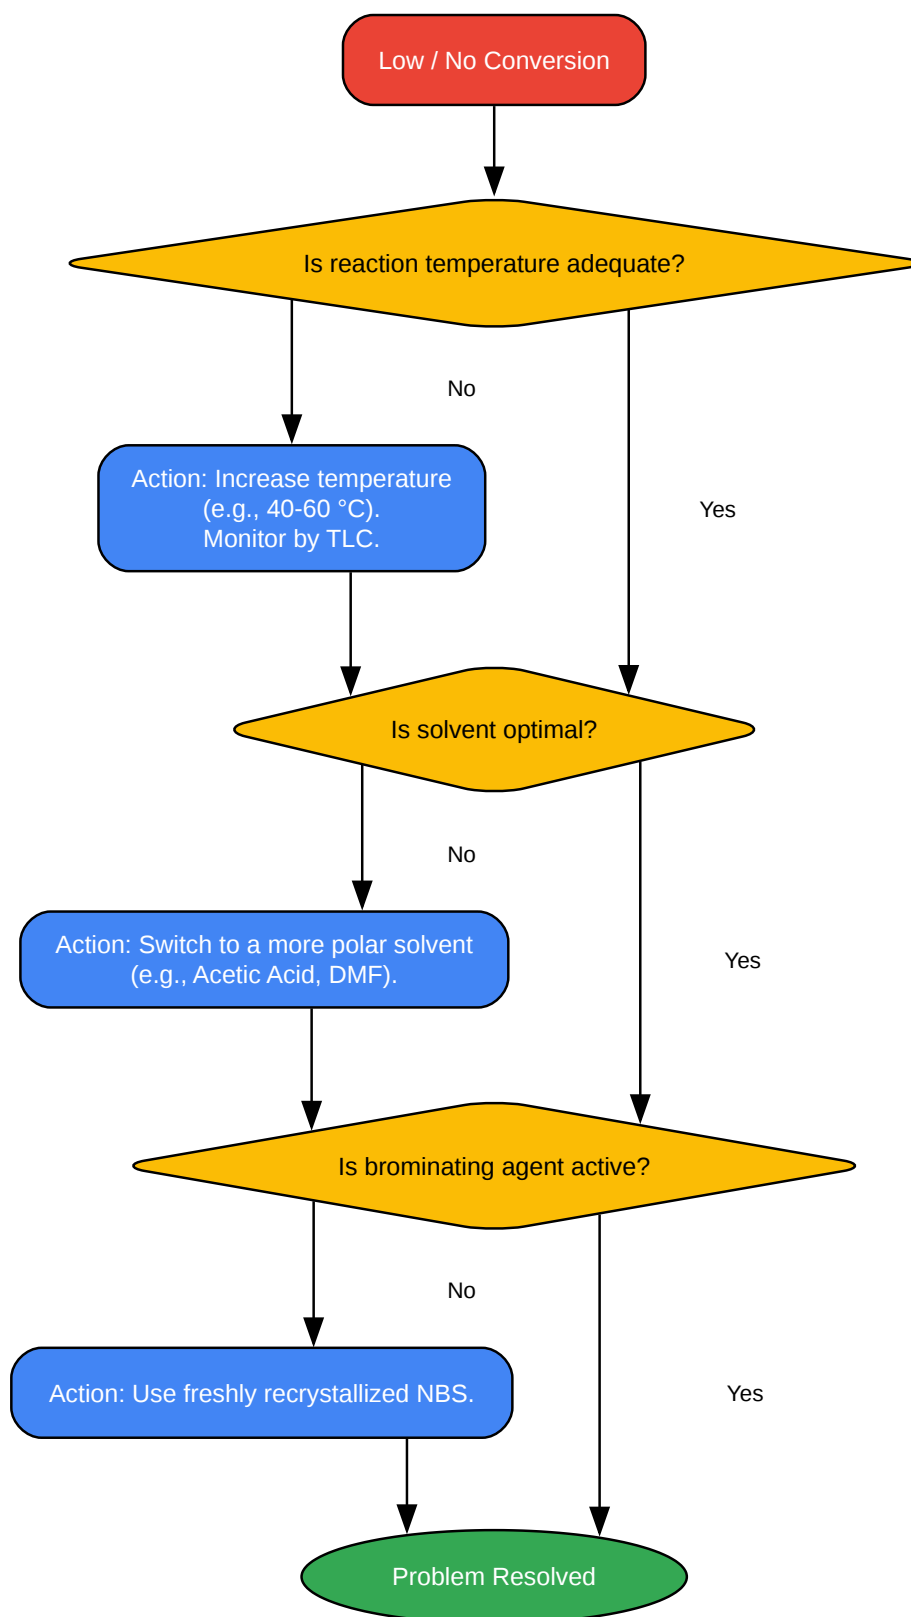 Low / No Conversion
Is reaction temperature adequate?
No
Action: Increase temperature
(e.g., 40-60 °C).
Monitor by TLC.
Yes
Is solvent optimal?
No
Action: Switch to a more polar solvent
(e.g., Acetic Acid, DMF).
Yes
Is brominating agent active?
No
Action: Use freshly recrystallized NBS.
Yes
Problem Resolved